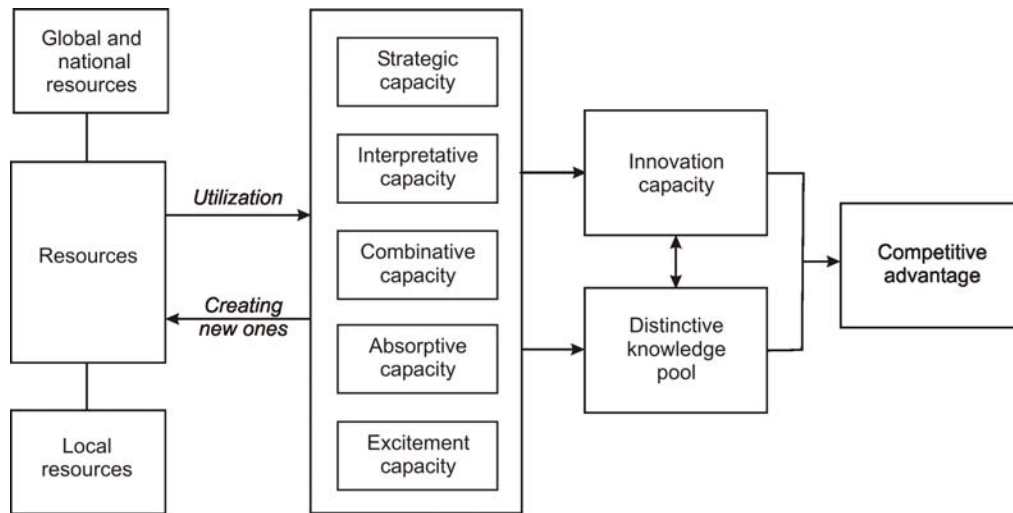 Global and
national
resources
Resources
Local
resources
Utilization
Creating
new ones
Strategic
capacity
Interpretative
capacity
Combinative
capacity
Absorptive
capacity
Excitement
capacity
Innovation
capacity
Distinctive
knowledge
pool
Competitive
advantage